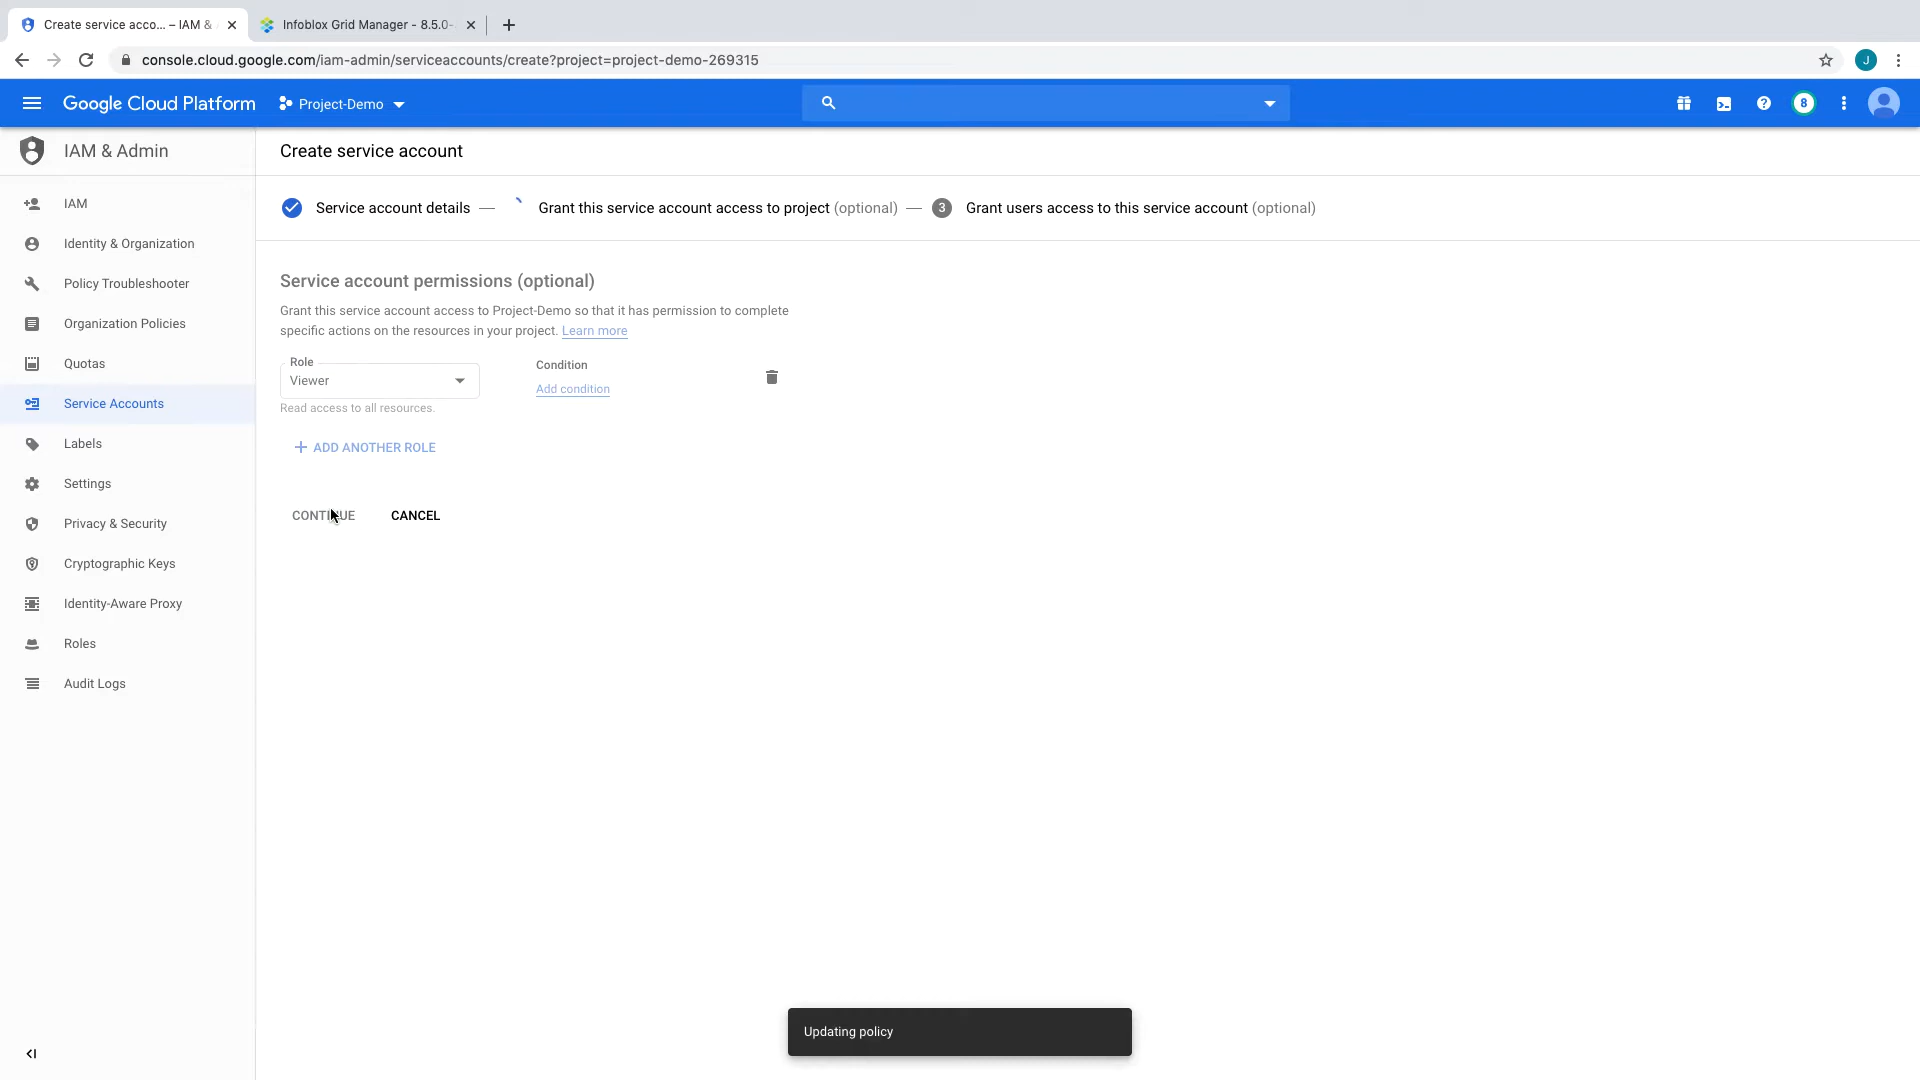 Create service acco... – IAM &
Infoblox Grid Manager - 8.5.0-
console.cloud.google.com/iam-admin/serviceaccounts/create?project=project-demo-269315
J
Google Cloud Platform
Project-Demo
8
IAM & Admin
Create service account
Service account details — Grant this service account access to project (optional) — 3 Grant users access to this service account (optional)
IAM
Identity & Organization
Policy Troubleshooter
Organization Policies
Quotas
Service Accounts
Labels
Settings
Privacy & Security
Cryptographic Keys
Identity-Aware Proxy
Roles
Audit Logs
Service account permissions (optional)
Grant this service account access to Project-Demo so that it has permission to complete
specific actions on the resources in your project. Learn more
Role
Viewer
Read access to all resources.
Condition
Add condition
+ ADD ANOTHER ROLE
CONTINUE CANCEL
Updating policy